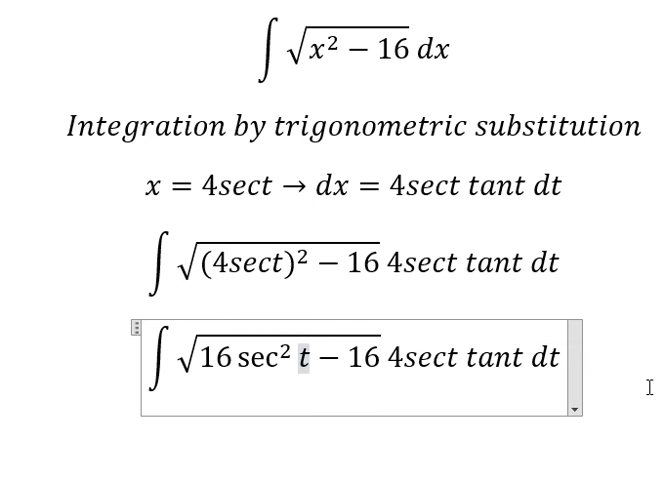 ∫ √(x² − 16) dx
Integration by trigonometric substitution
x = 4sect → dx = 4sect tant dt
∫ √((4sect)² − 16) 4sect tant dt
∫ √(16 sec² t − 16) 4sect tant dt